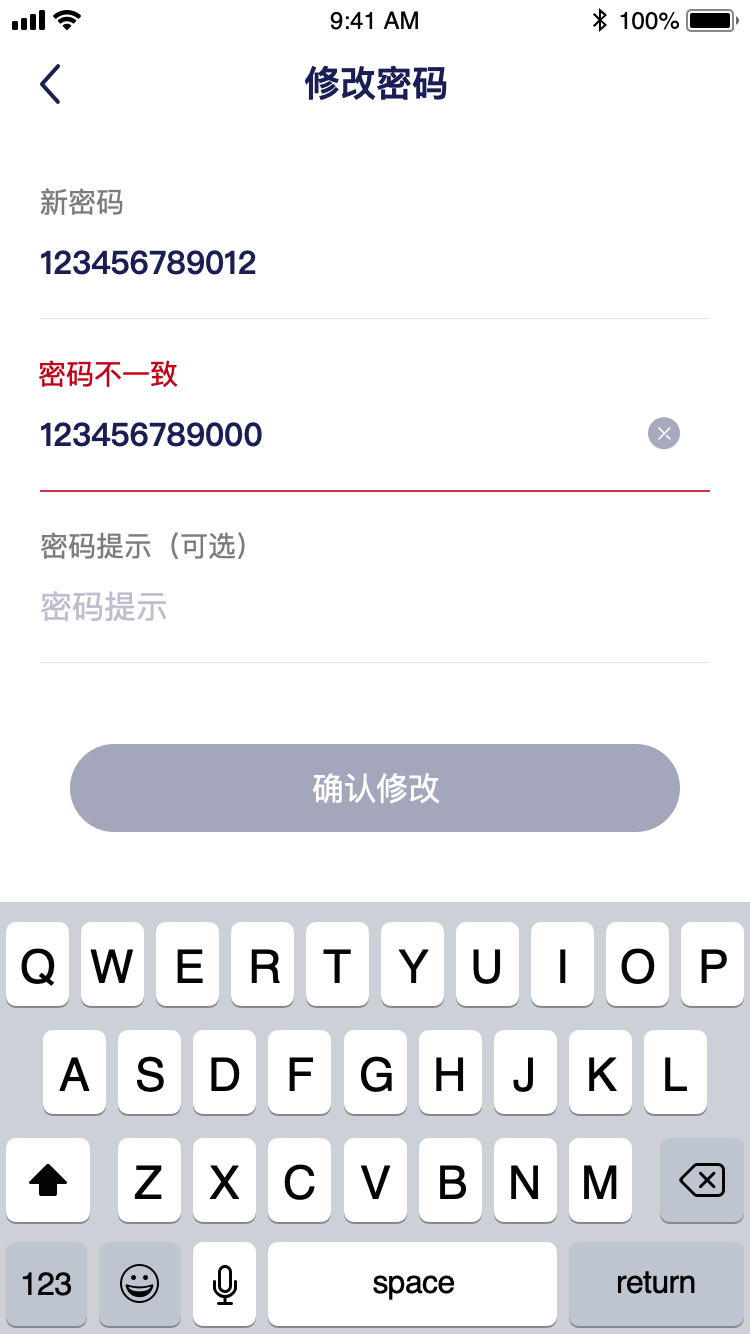 9:41 AM 100%
修改密码
新密码
123456789012
密码不一致
123456789000
密码提示（可选）
密码提示
确认修改
Q W E R T Y U I O P
A S D F G H J K L
Z X C V B N M
123 space return